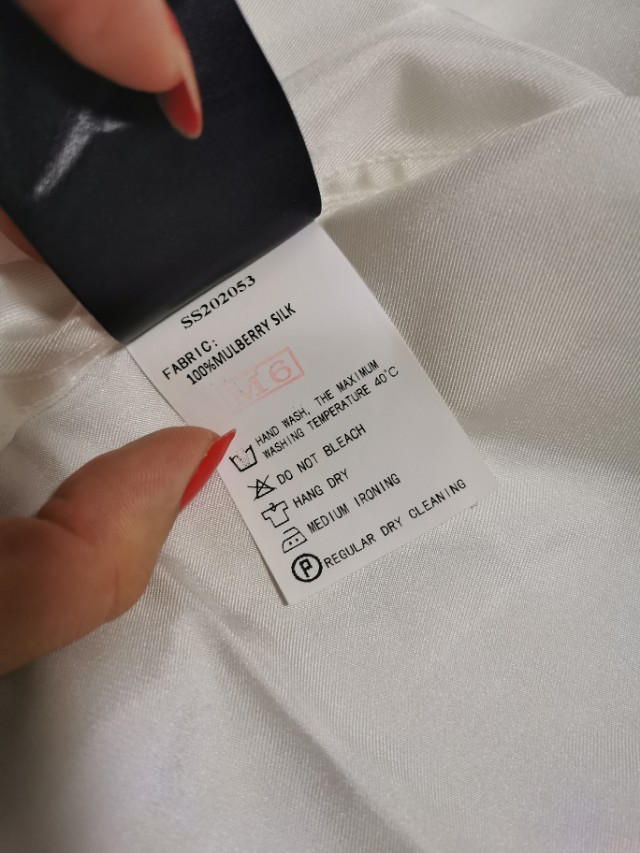 SS202053
FABRIC:
100%MULBERRY SILK
M 6
HAND WASH, THE MAXIMUM
WASHING TEMPERATURE 40℃
DO NOT BLEACH
HANG DRY
MEDIUM IRONING
P REGULAR DRY CLEANING